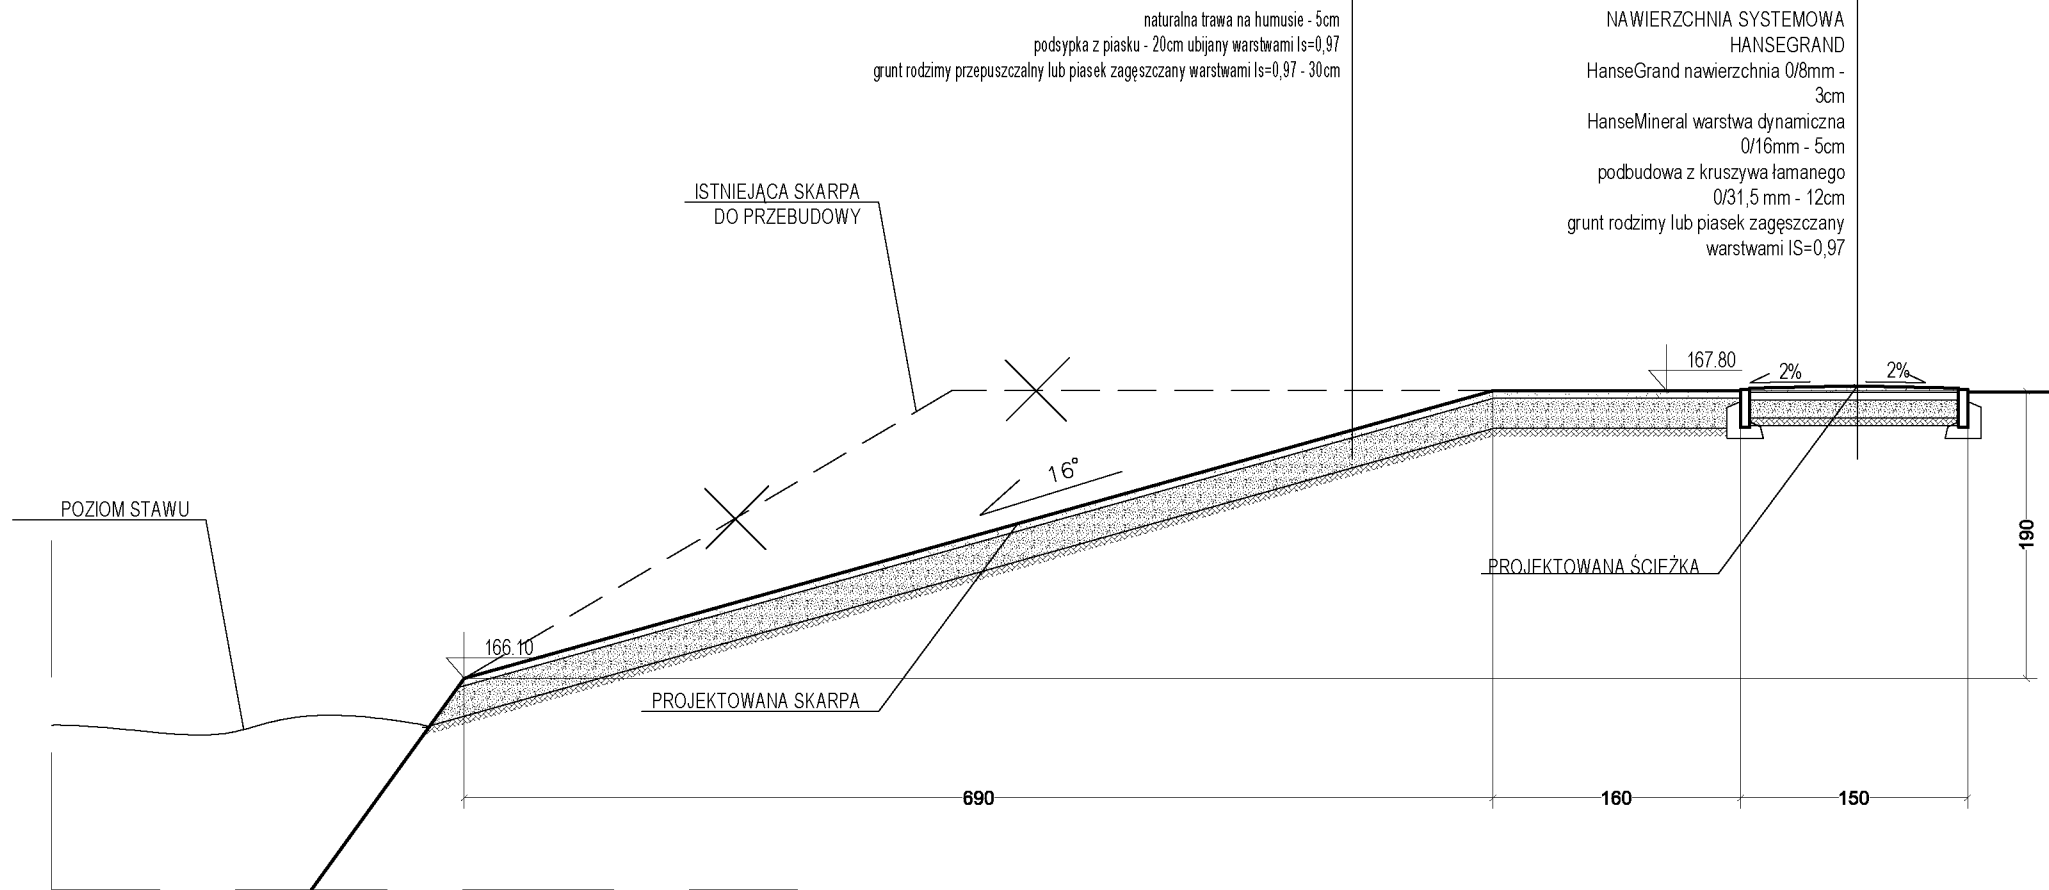 naturalna trawa na humusie - 5cm
podsypka z piasku - 20cm ubijany warstwami Is=0,97
grunt rodzimy przepuszczalny lub piasek zagęszczany warstwami Is=0,97 - 30cm
NAWIERZCHNIA SYSTEMOWA
HANSEGRAND
HanseGrand nawierzchnia 0/8mm -
3cm
HanseMineral warstwa dynamiczna
0/16mm - 5cm
podbudowa z kruszywa łamanego
0/31,5 mm - 12cm
grunt rodzimy lub piasek zagęszczany
warstwami IS=0,97
ISTNIEJĄCA SKARPA
DO PRZEBUDOWY
167.80
2%
2%
16°
POZIOM STAWU
190
PROJEKTOWANA ŚCIEŻKA
166.10
PROJEKTOWANA SKARPA
690
160
150